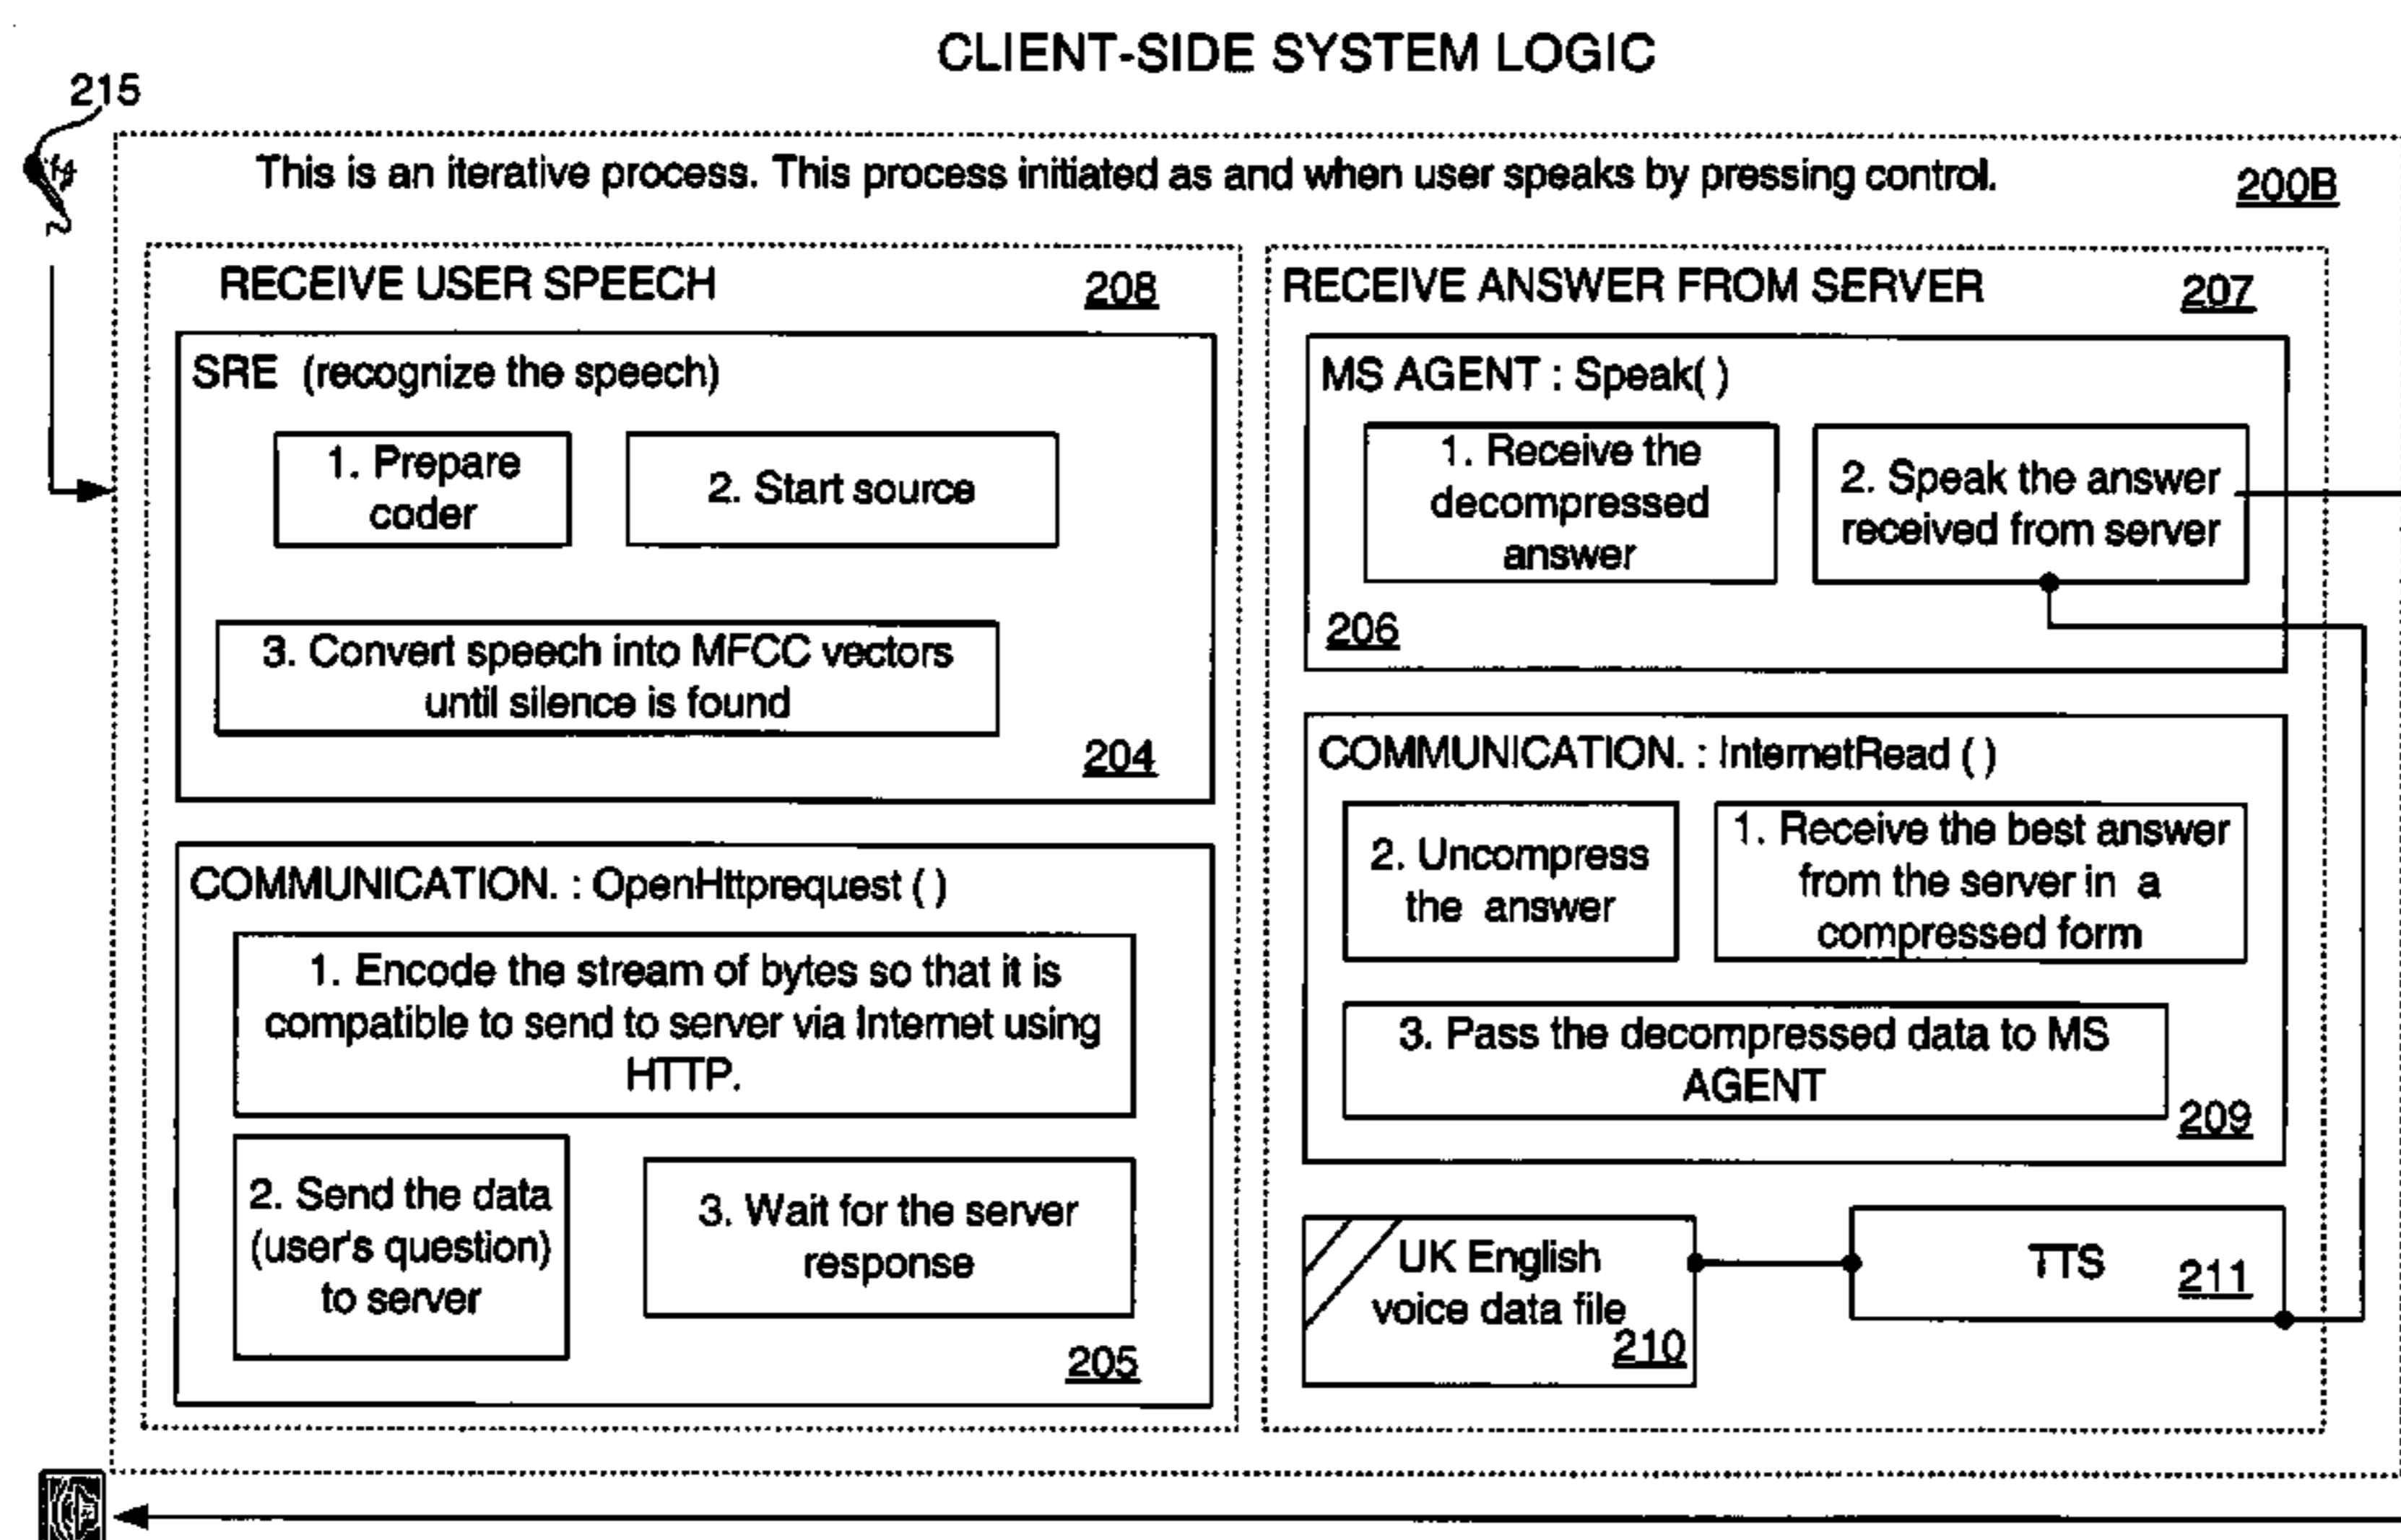 CLIENT-SIDE SYSTEM LOGIC
215
This is an iterative process. This process initiated as and when user speaks by pressing control.
200B
RECEIVE USER SPEECH
208
SRE (recognize the speech)
1. Prepare
coder
2. Start source
3. Convert speech into MFCC vectors
until silence is found
204
COMMUNICATION. : OpenHttprequest ( )
1. Encode the stream of bytes so that it is
compatible to send to server via Internet using
HTTP.
2. Send the data
(user's question)
to server
3. Wait for the server
response
205
RECEIVE ANSWER FROM SERVER
207
MS AGENT : Speak( )
1. Receive the
decompressed
answer
2. Speak the answer
received from server
206
COMMUNICATION. : InternetRead ( )
2. Uncompress
the answer
1. Receive the best answer
from the server in a
compressed form
3. Pass the decompressed data to MS
AGENT
209
UK English
voice data file
210
TTS
211